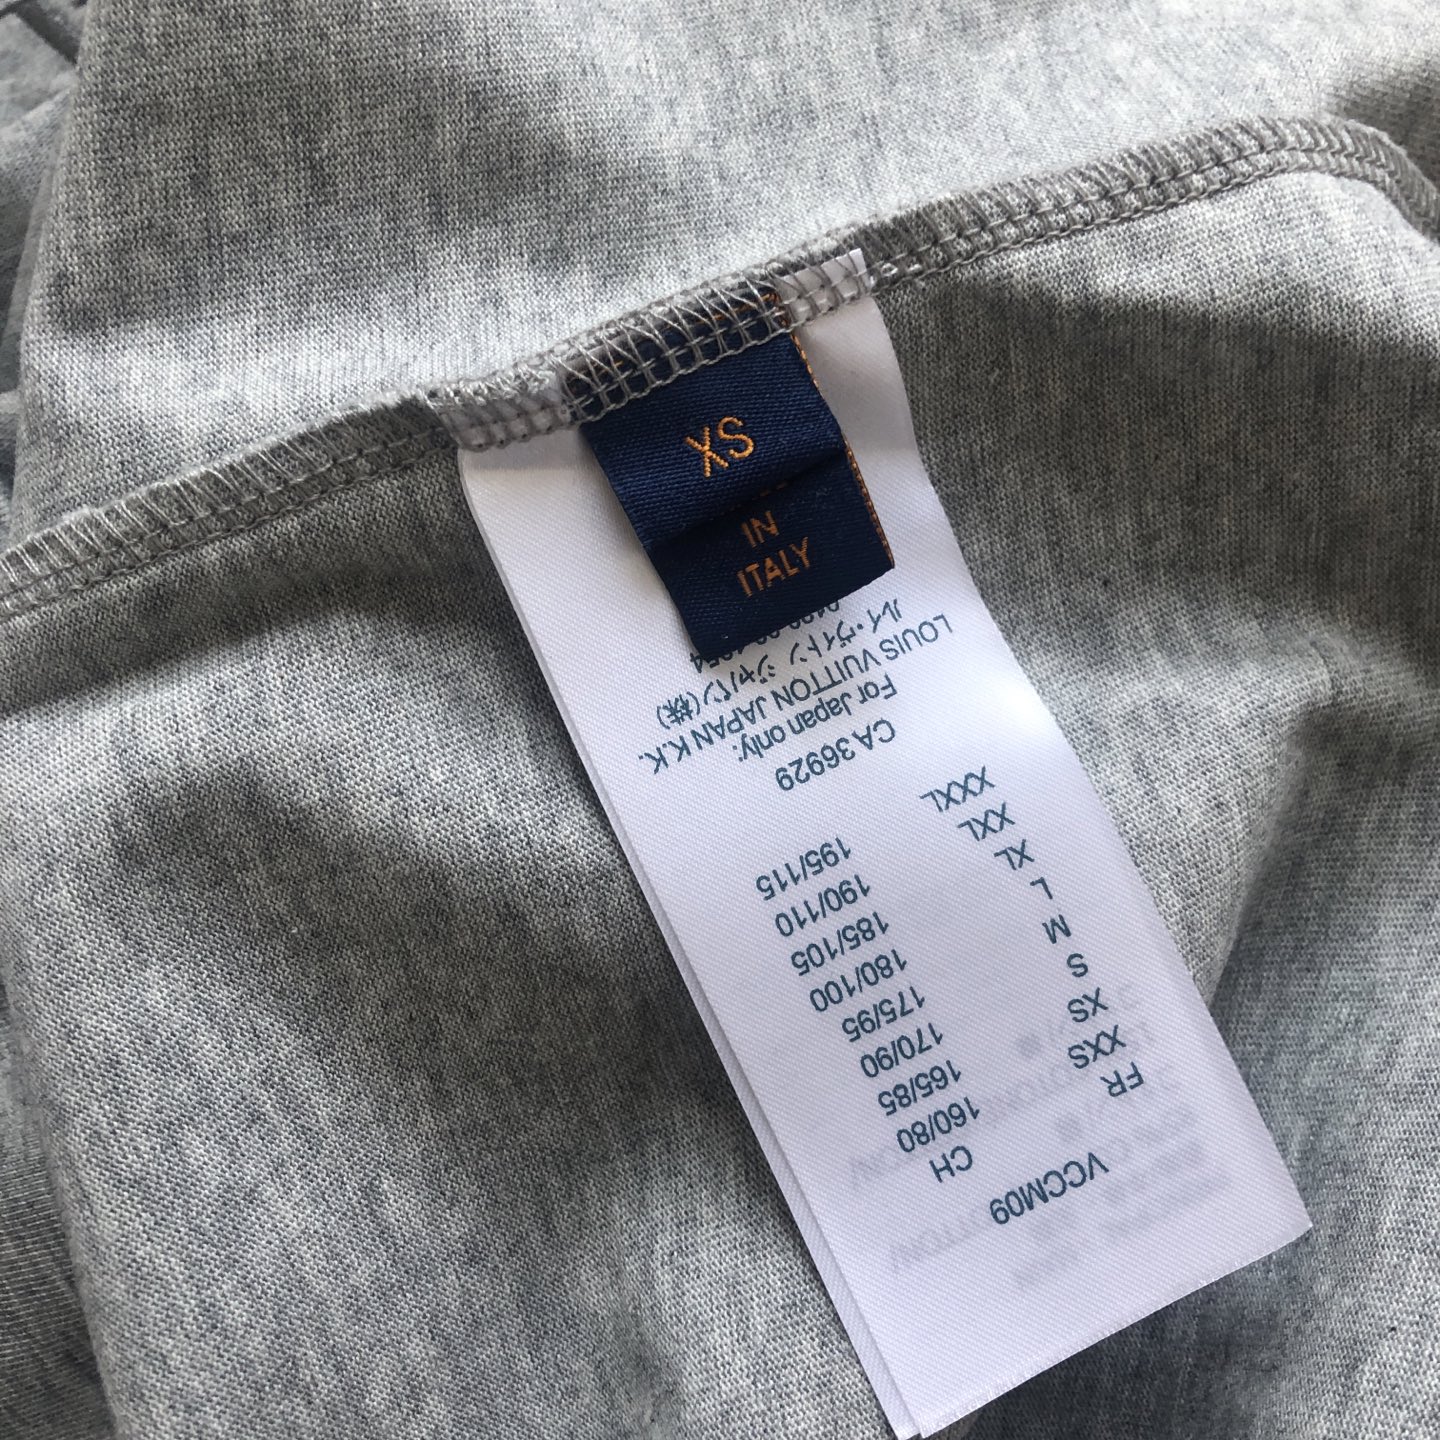 XS
IN
ITALY
VCCM09
FR CH
XXS 160/80
XS 165/85
S 170/90
M 175/95
L 180/100
XL 185/105
XXL 190/110
XXXL 195/115
CA 36929
For Japan only:
LOUIS VUITTON JAPAN K.K.
ルイ・ヴィトン ジャパン(株)